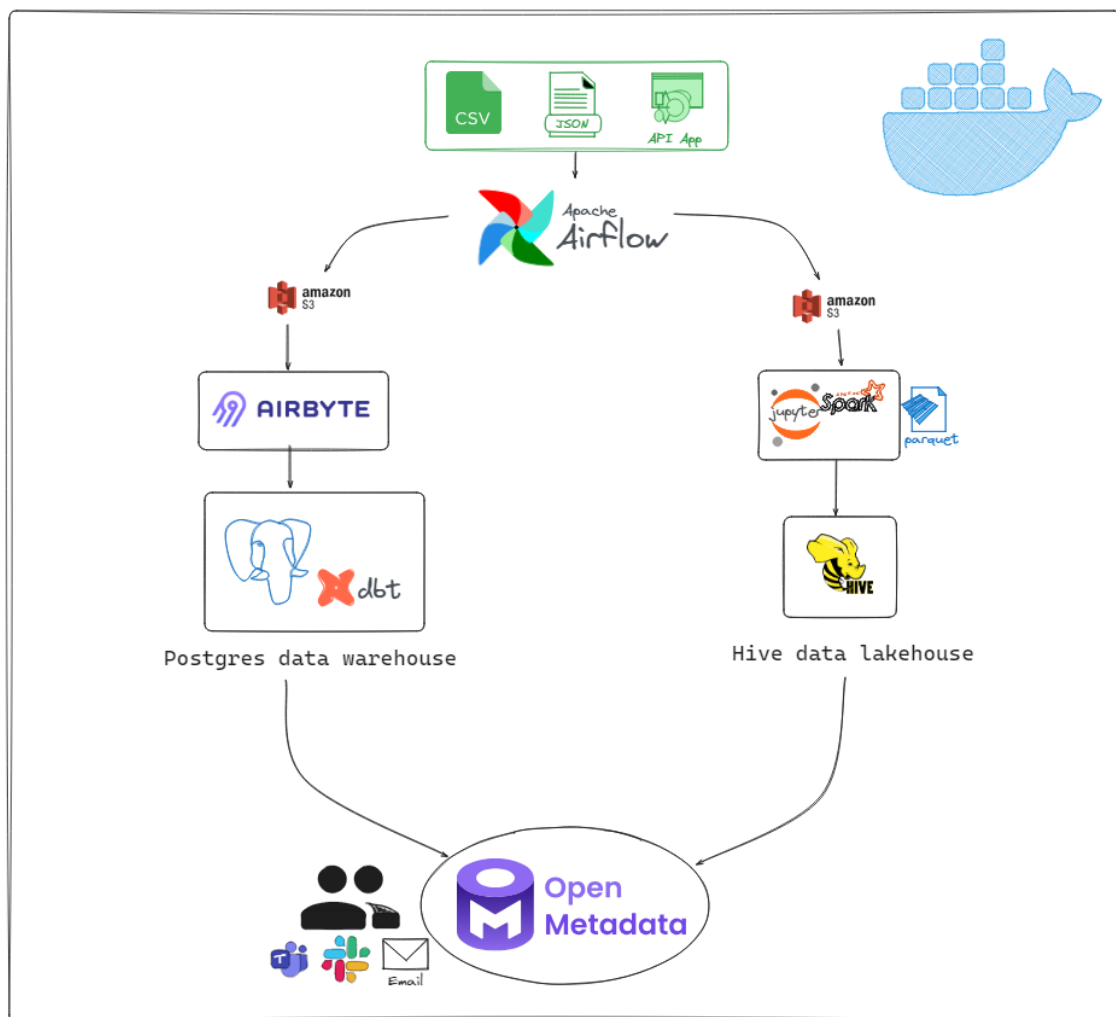 CSV
JSON
API App
Apache
Airflow
amazon
S3
amazon
S3
AIRBYTE
jupyter
APACHE
Spark
parquet
dbt
HIVE
Postgres data warehouse
Hive data lakehouse
Open
Metadata
T
Email